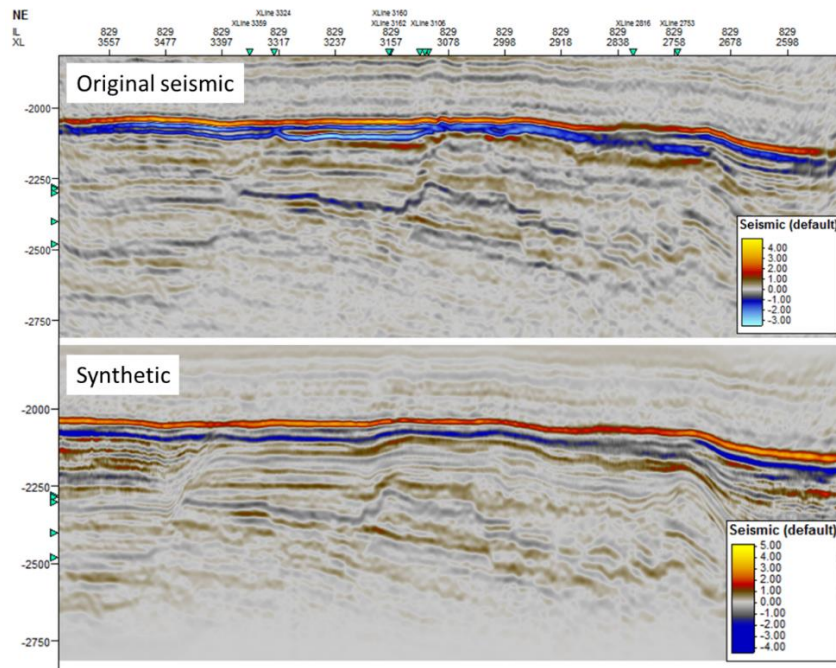 NE
XLine 3324 XLine 3160
XLine 3359 XLine 3162 XLine 3106 XLine 2816 XLine 2753
IL 829 829 829 829 829 829 829 829 829 829 829 829 829
XL 3557 3477 3397 3317 3237 3157 3078 2998 2918 2838 2758 2678 2598
Original seismic
-2000
-2250
-2500
-2750
Seismic (default)
4.00
3.00
2.00
1.00
0.00
-1.00
-2.00
-3.00
Synthetic
-2000
-2250
-2500
-2750
Seismic (default)
5.00
4.00
3.00
2.00
1.00
0.00
-1.00
-2.00
-3.00
-4.00